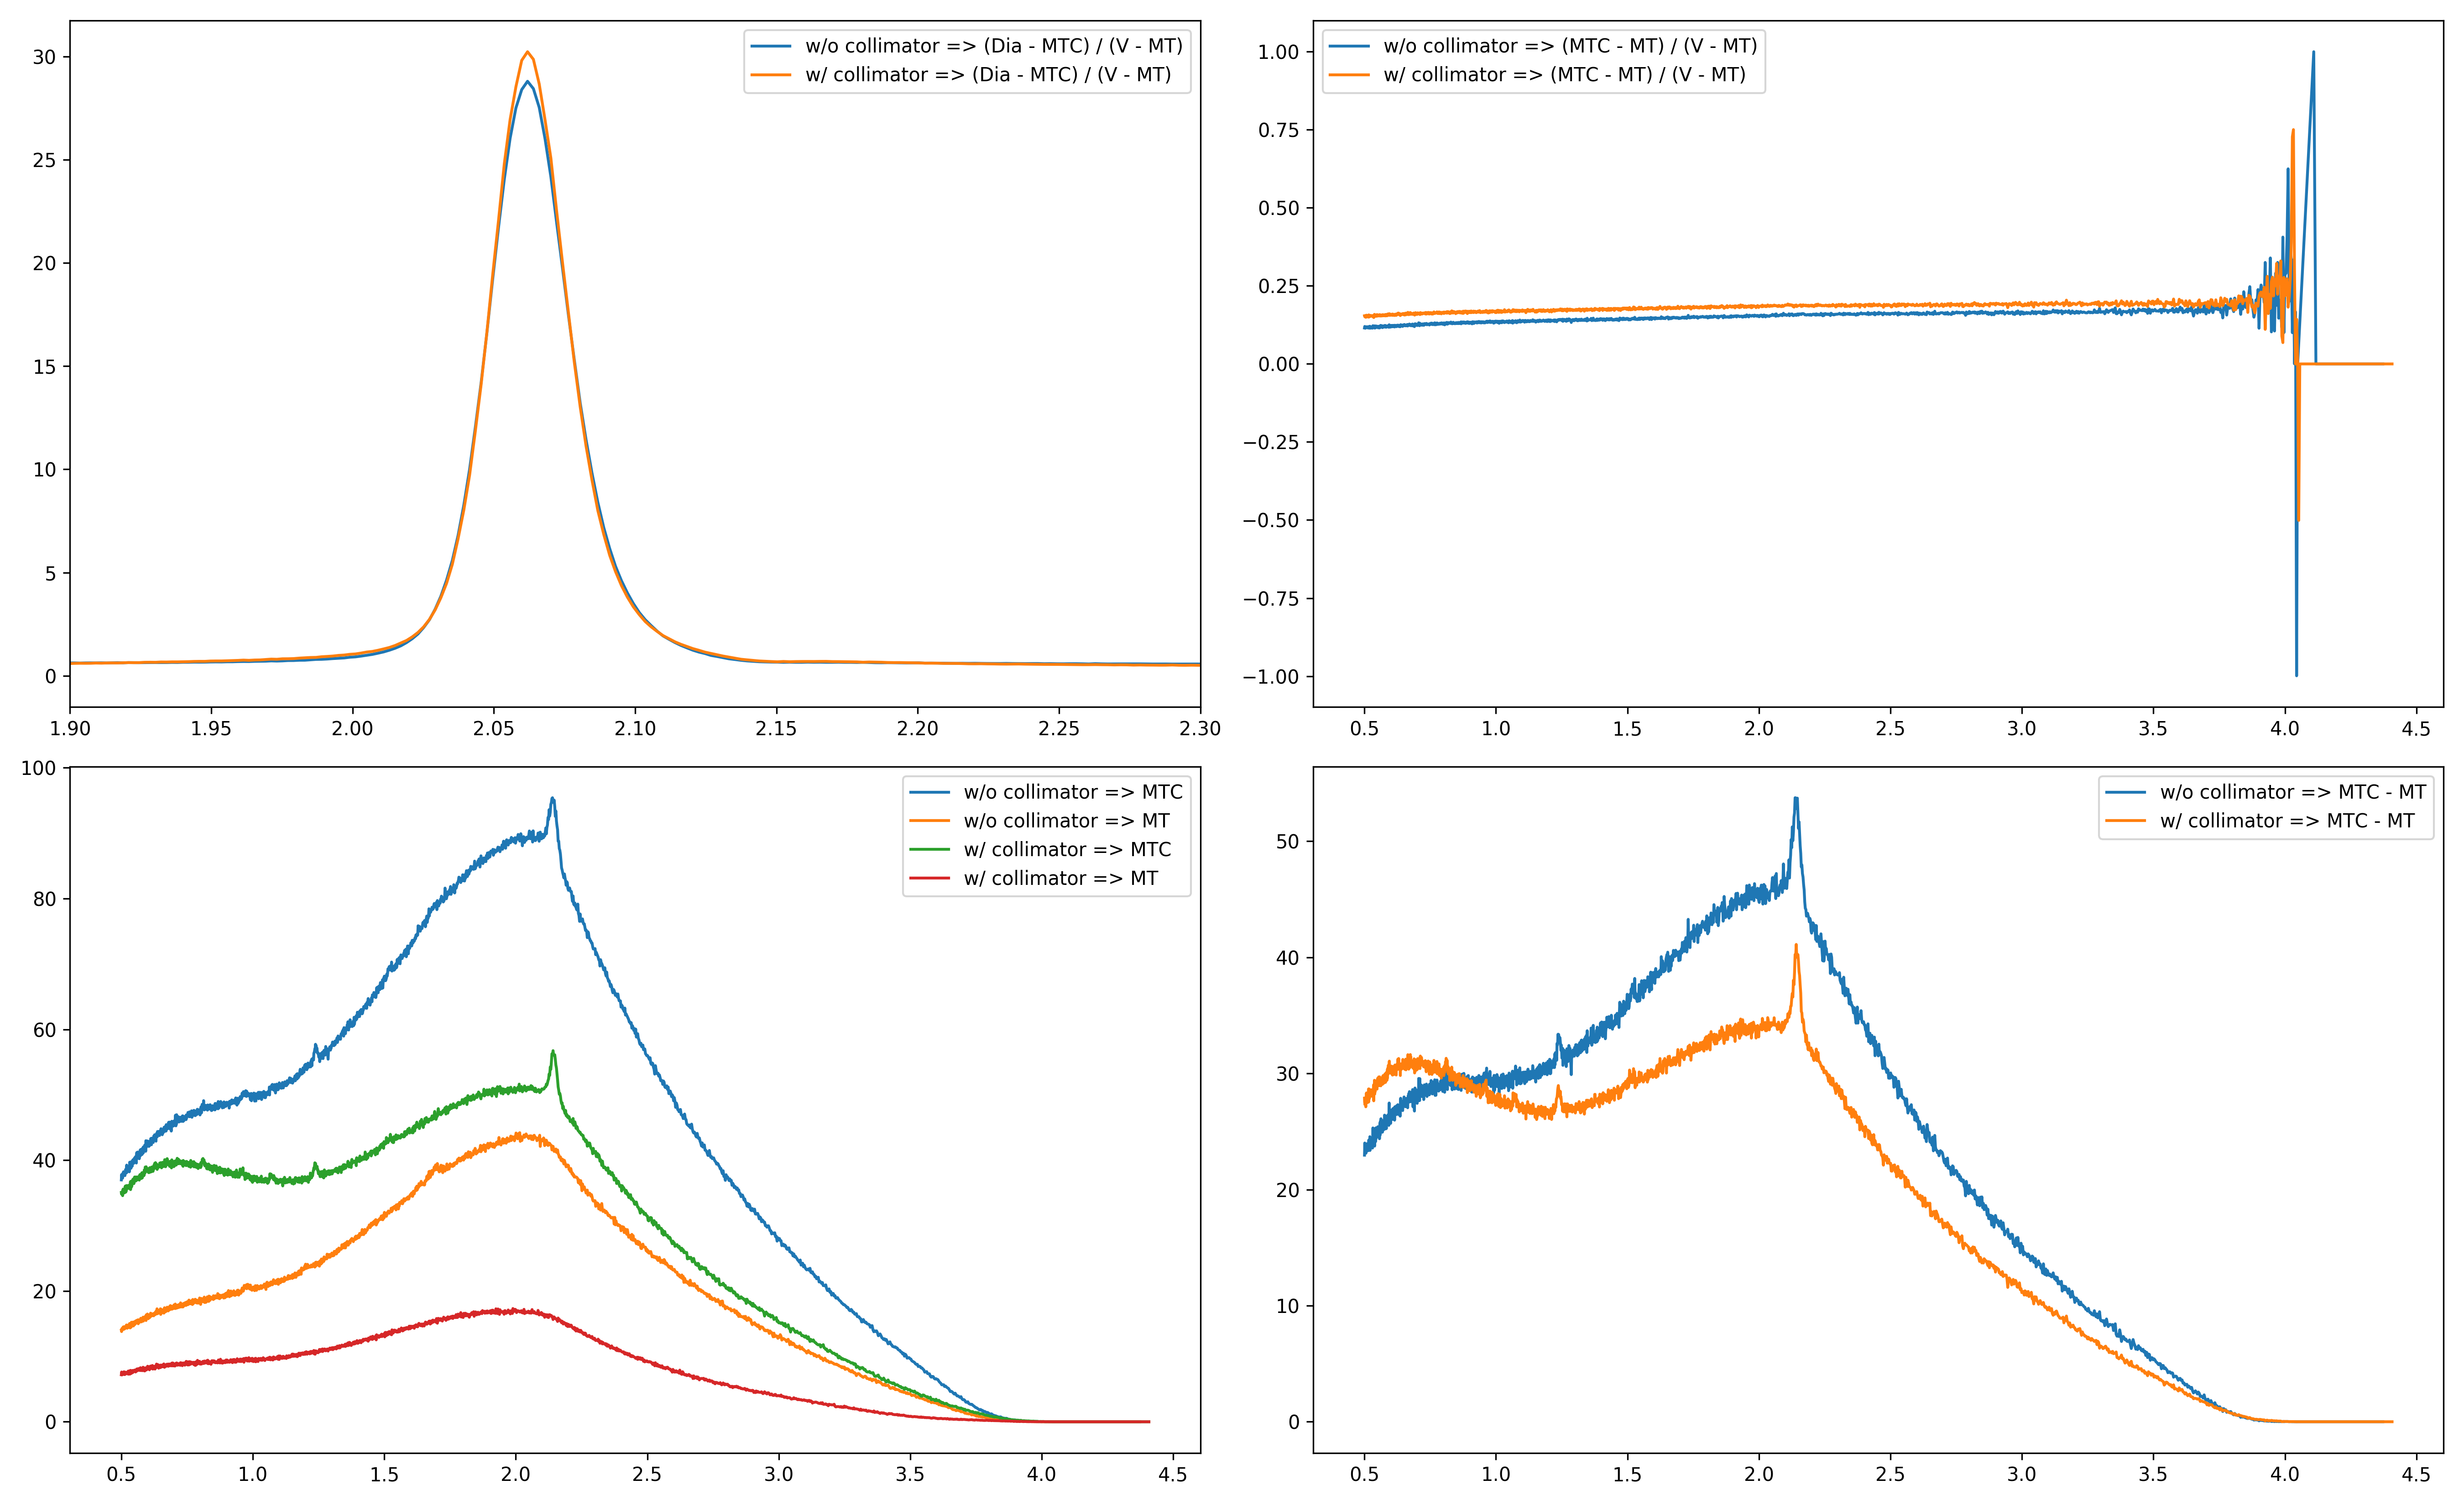 w/o collimator => (Dia - MTC) / (V - MT)
w/ collimator => (Dia - MTC) / (V - MT)
30
25
20
15
10
5
0
1.90 1.95 2.00 2.05 2.10 2.15 2.20 2.25 2.30
w/o collimator => (MTC - MT) / (V - MT)
w/ collimator => (MTC - MT) / (V - MT)
1.00
0.75
0.50
0.25
0.00
−0.25
−0.50
−0.75
−1.00
0.5 1.0 1.5 2.0 2.5 3.0 3.5 4.0 4.5
w/o collimator => MTC
w/o collimator => MT
w/ collimator => MTC
w/ collimator => MT
100
80
60
40
20
0
0.5 1.0 1.5 2.0 2.5 3.0 3.5 4.0 4.5
w/o collimator => MTC - MT
w/ collimator => MTC - MT
50
40
30
20
10
0
0.5 1.0 1.5 2.0 2.5 3.0 3.5 4.0 4.5